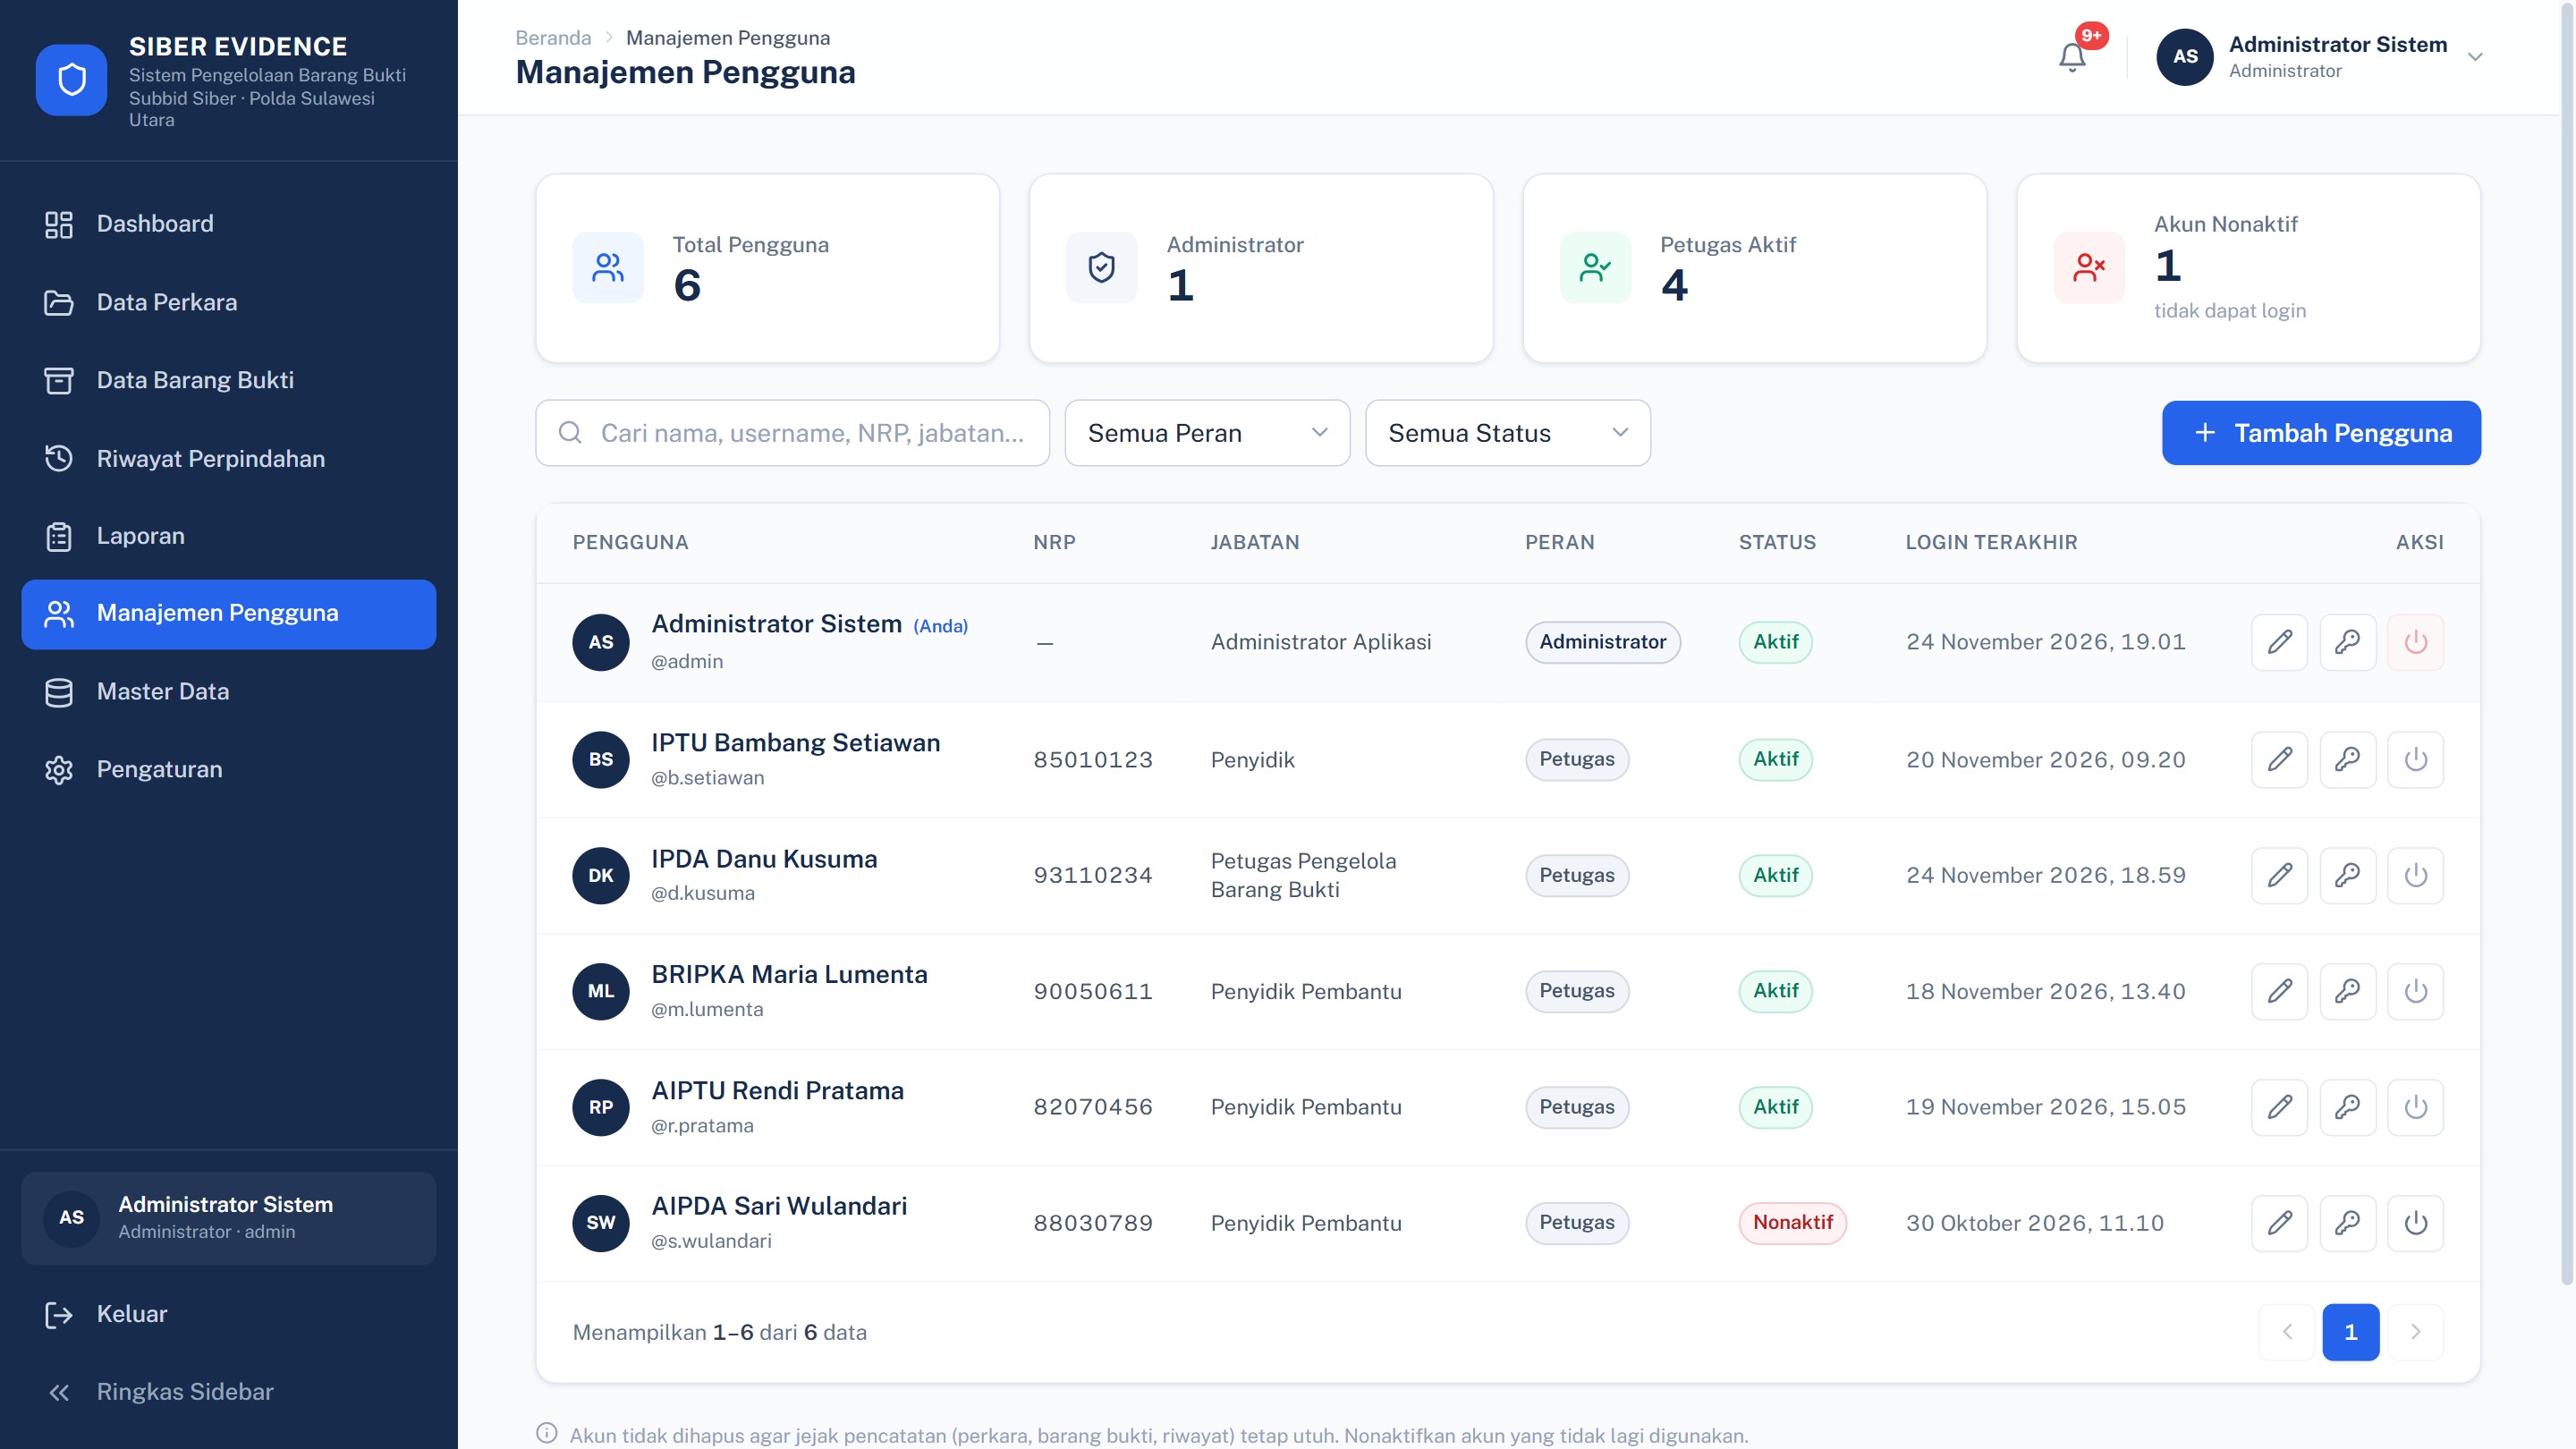 SIBER EVIDENCE
Sistem Pengelolaan Barang Bukti
Subbid Siber · Polda Sulawesi
Utara
Dashboard
Data Perkara
Data Barang Bukti
Riwayat Perpindahan
Laporan
Manajemen Pengguna
Master Data
Pengaturan
AS
Administrator Sistem
Administrator · admin
Keluar
Ringkas Sidebar
Beranda > Manajemen Pengguna
Manajemen Pengguna
9+
AS
Administrator Sistem
Administrator
Total Pengguna
6
Administrator
1
Petugas Aktif
4
Akun Nonaktif
1
tidak dapat login
Cari nama, username, NRP, jabatan...
Semua Peran
Semua Status
+ Tambah Pengguna
PENGGUNA NRP JABATAN PERAN STATUS LOGIN TERAKHIR AKSI
AS Administrator Sistem (Anda)
@admin
— Administrator Aplikasi Administrator Aktif 24 November 2026, 19.01
BS IPTU Bambang Setiawan
@b.setiawan
85010123 Penyidik Petugas Aktif 20 November 2026, 09.20
DK IPDA Danu Kusuma
@d.kusuma
93110234 Petugas Pengelola
Barang Bukti
Petugas Aktif 24 November 2026, 18.59
ML BRIPKA Maria Lumenta
@m.lumenta
90050611 Penyidik Pembantu Petugas Aktif 18 November 2026, 13.40
RP AIPTU Rendi Pratama
@r.pratama
82070456 Penyidik Pembantu Petugas Aktif 19 November 2026, 15.05
SW AIPDA Sari Wulandari
@s.wulandari
88030789 Penyidik Pembantu Petugas Nonaktif 30 Oktober 2026, 11.10
Menampilkan 1–6 dari 6 data
1
Akun tidak dihapus agar jejak pencatatan (perkara, barang bukti, riwayat) tetap utuh. Nonaktifkan akun yang tidak lagi digunakan.